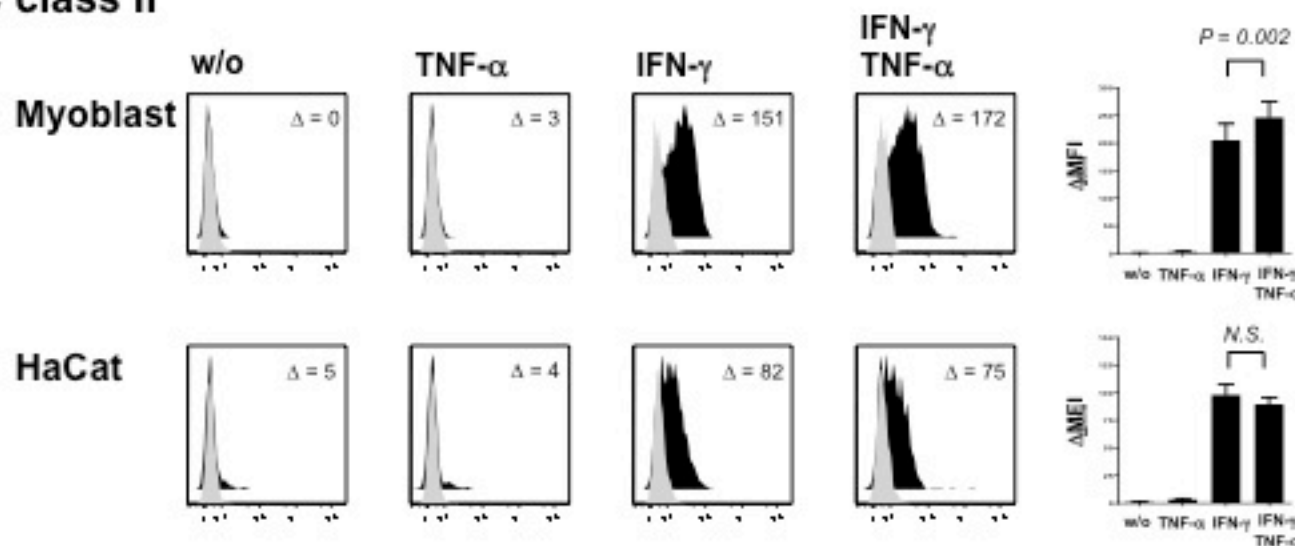 class II
w/o
TNF-α
IFN-γ
IFN-γ
TNF-α
P = 0.002
Myoblast
Δ = 0
Δ = 3
Δ = 151
Δ = 172
ΔMFI
w/o TNF-α IFN-γ IFN-γ
TNF-α
HaCat
Δ = 5
Δ = 4
Δ = 82
Δ = 75
N.S.
ΔMFI
w/o TNF-α IFN-γ IFN-γ
TNF-α